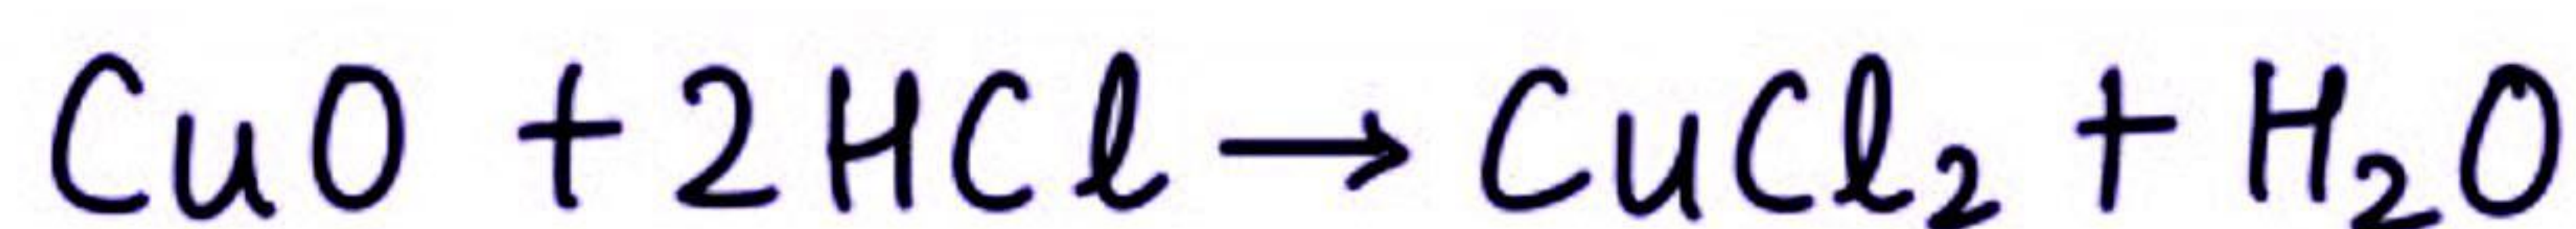 CuO + 2HCl → CuCl₂ + H₂O